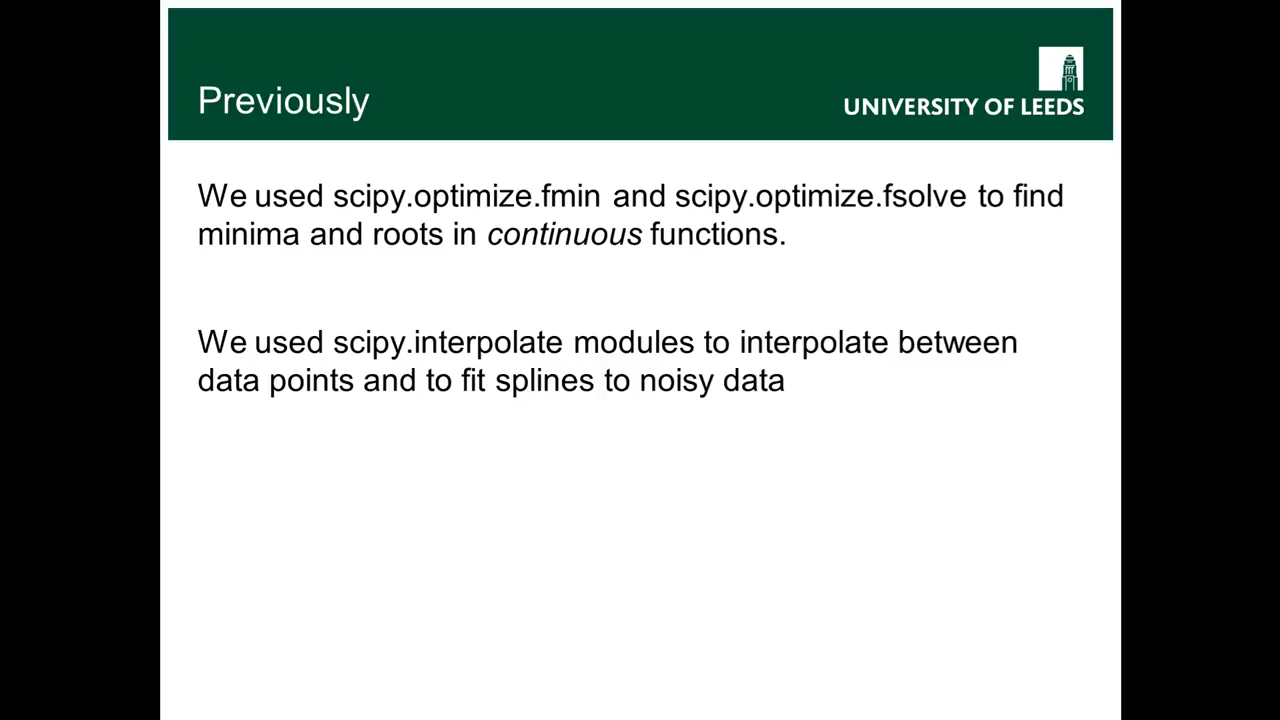 Previously
UNIVERSITY OF LEEDS
We used scipy.optimize.fmin and scipy.optimize.fsolve to find
minima and roots in continuous functions.
We used scipy.interpolate modules to interpolate between
data points and to fit splines to noisy data